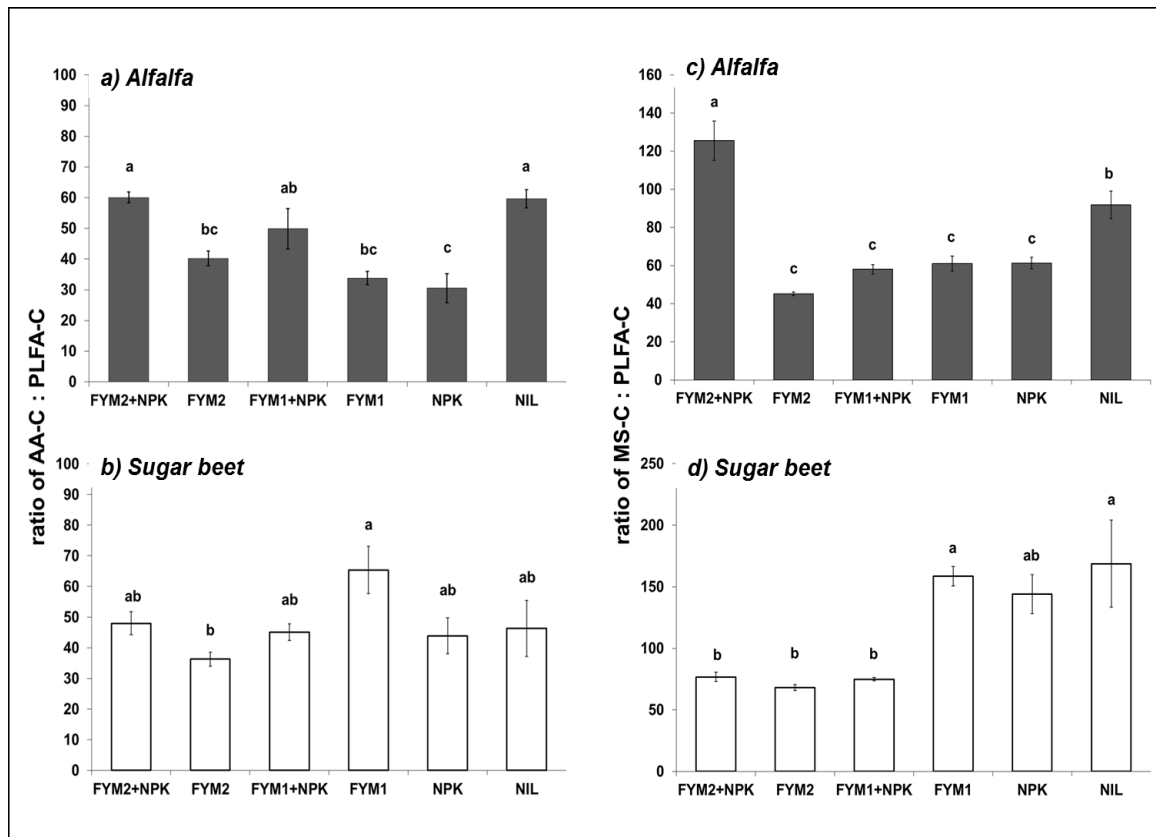 ratio of AA-C : PLFA-C
a) Alfalfa
100
90
80
70
60
50
40
30
20
10
0
a
bc
ab
bc
c
a
FYM2+NPK FYM2 FYM1+NPK FYM1 NPK NIL
b) Sugar beet
100
90
80
70
60
50
40
30
20
10
0
ab
b
ab
a
ab
ab
FYM2+NPK FYM2 FYM1+NPK FYM1 NPK NIL
ratio of MS-C : PLFA-C
c) Alfalfa
160
140
120
100
80
60
40
20
0
a
c
c
c
c
b
FYM2+NPK FYM2 FYM1+NPK FYM1 NPK NIL
d) Sugar beet
250
200
150
100
50
0
b
b
b
a
ab
a
FYM2+NPK FYM2 FYM1+NPK FYM1 NPK NIL